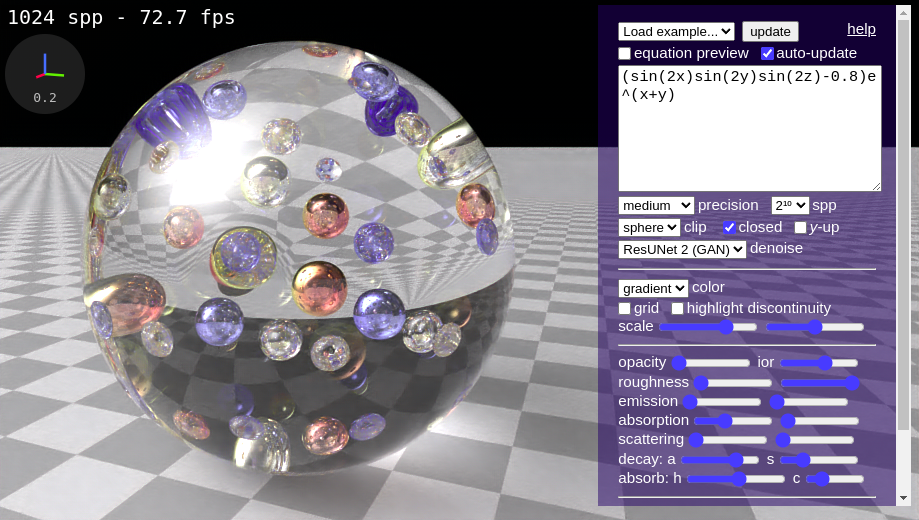 1024 spp - 72.7 fps
0.2
Load example... update help
equation preview auto-update
(sin(2x)sin(2y)sin(2z)-0.8)e
^(x+y)
medium precision 2¹⁰ spp
sphere clip closed y-up
ResUNet 2 (GAN) denoise
gradient color
grid highlight discontinuity
scale
opacity ior
roughness
emission
absorption
scattering
decay: a s
absorb: h c